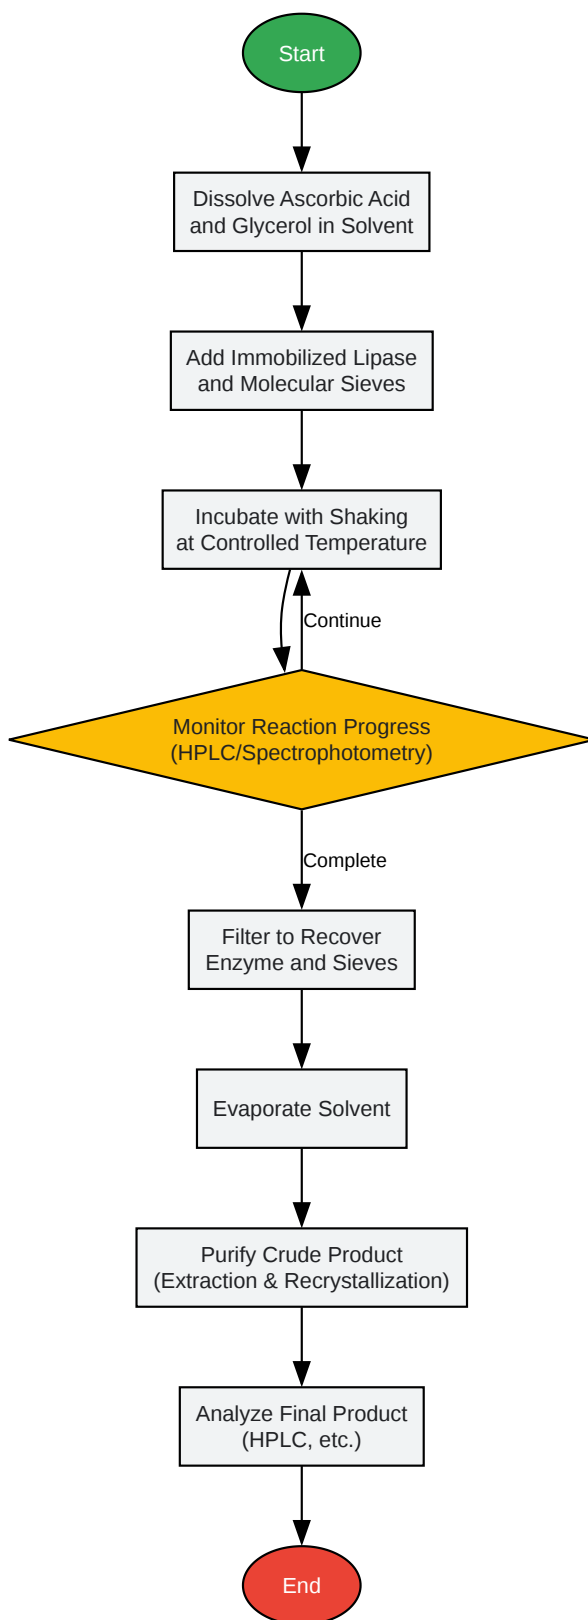 Start
Dissolve Ascorbic Acid
and Glycerol in Solvent
Add Immobilized Lipase
and Molecular Sieves
Incubate with Shaking
at Controlled Temperature
Continue
Monitor Reaction Progress
(HPLC/Spectrophotometry)
Complete
Filter to Recover
Enzyme and Sieves
Evaporate Solvent
Purify Crude Product
(Extraction & Recrystallization)
Analyze Final Product
(HPLC, etc.)
End